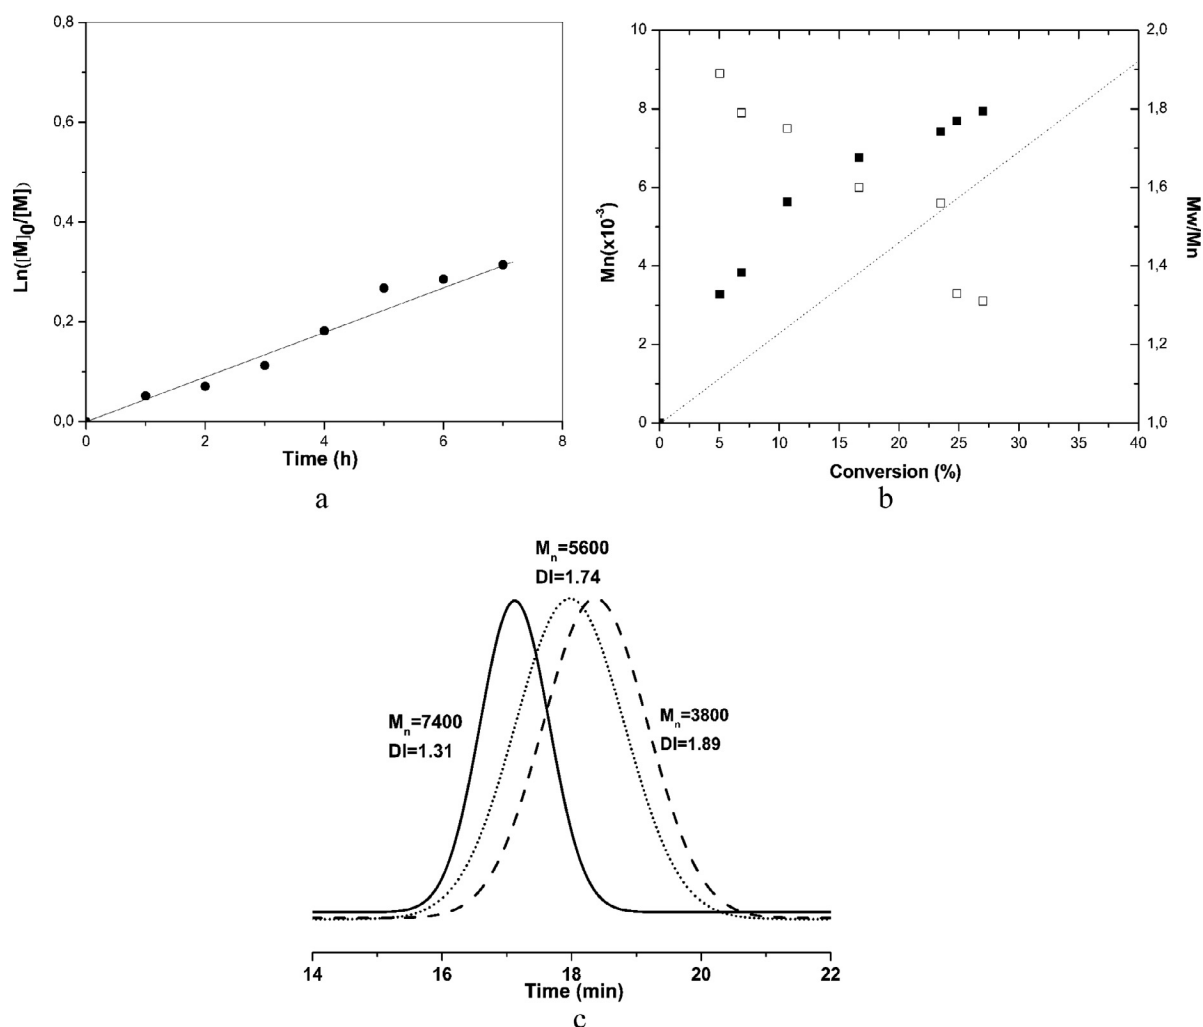 0,8
0,6
0,4
0,2
0,0
Ln([M]0/[M])
0 2 4 6 8
Time (h)
a
10
8
6
4
2
0
Mn(x10⁻³)
2,0
1,8
1,6
1,4
1,2
1,0
Mw/Mn
0 5 10 15 20 25 30 35 40
Conversion (%)
b
Mn=5600
DI=1.74
Mn=7400
DI=1.31
Mn=3800
DI=1.89
14 16 18 20 22
Time (min)
c